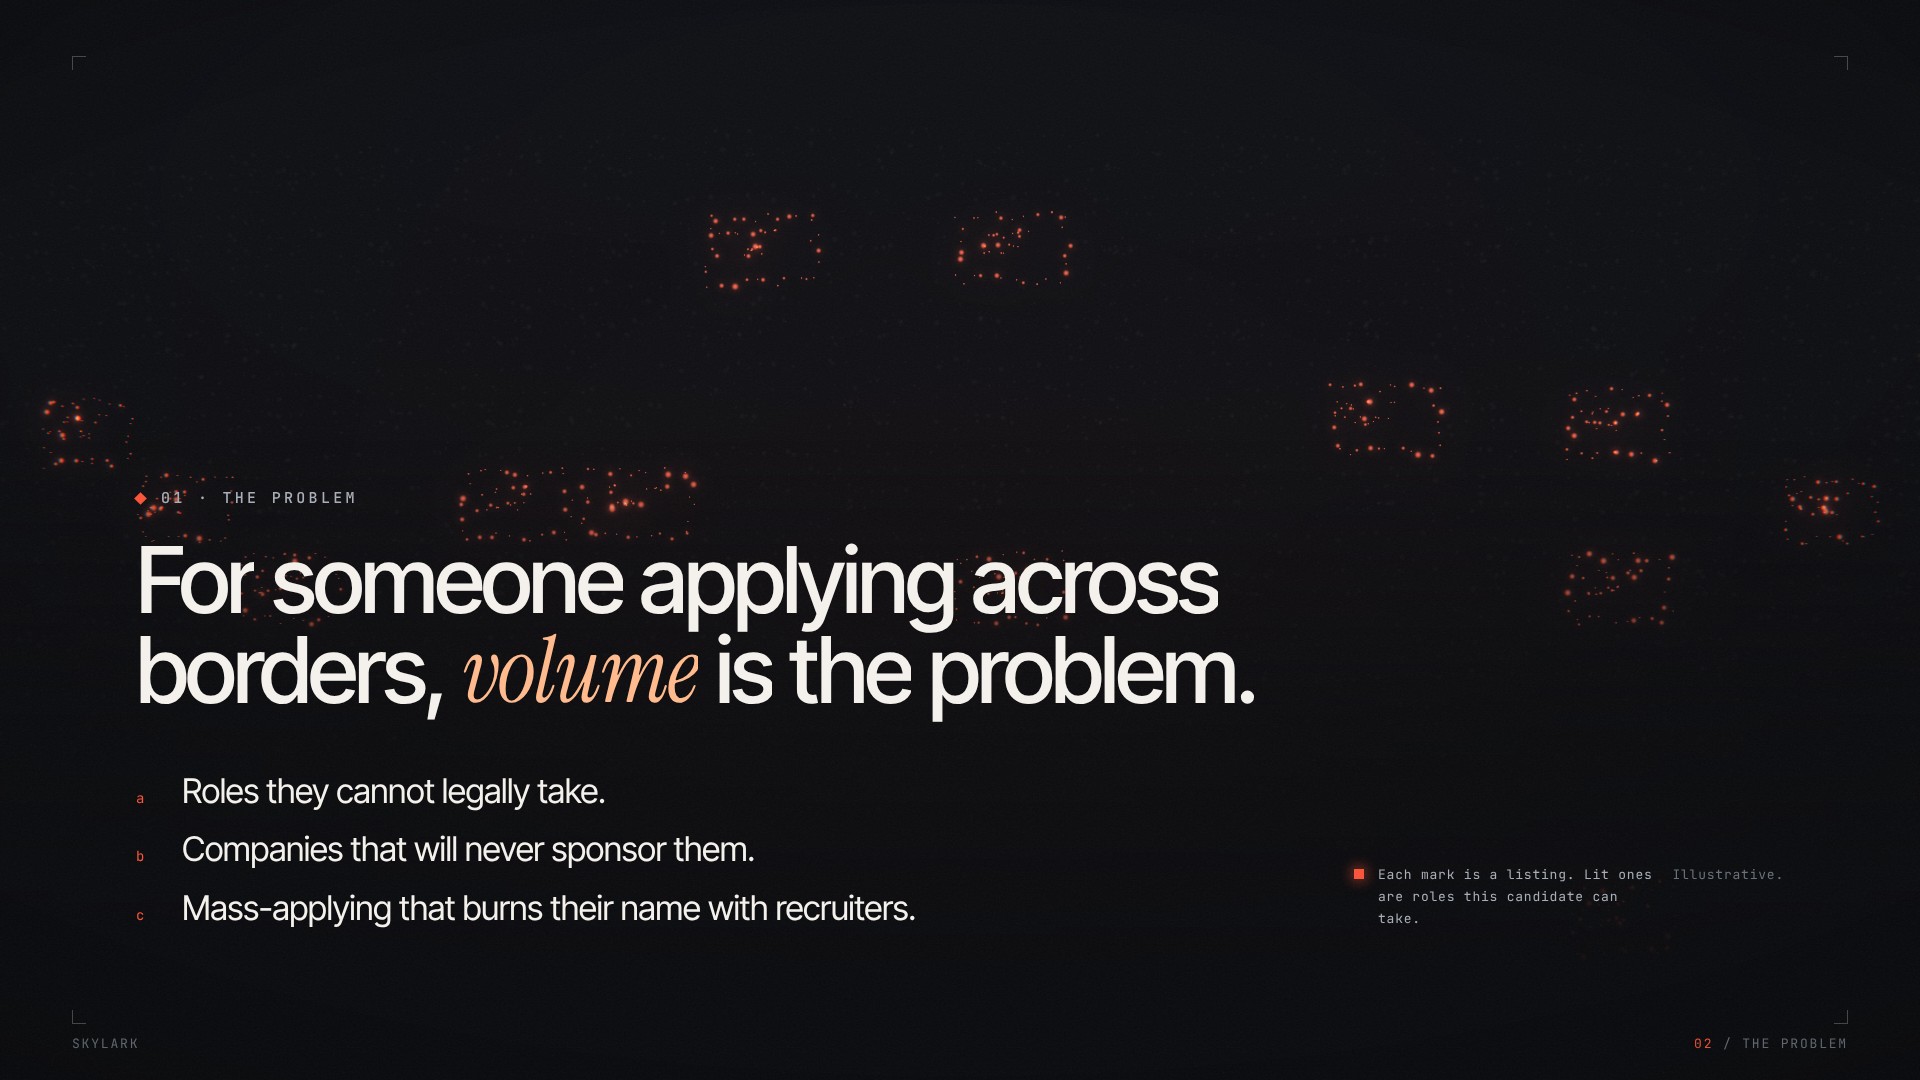 01 · THE PROBLEM
For someone applying across
borders, volume is the problem.
a Roles they cannot legally take.
b Companies that will never sponsor them.
c Mass-applying that burns their name with recruiters.
Each mark is a listing. Lit ones
are roles this candidate can
take.
Illustrative.
SKYLARK
02 / THE PROBLEM